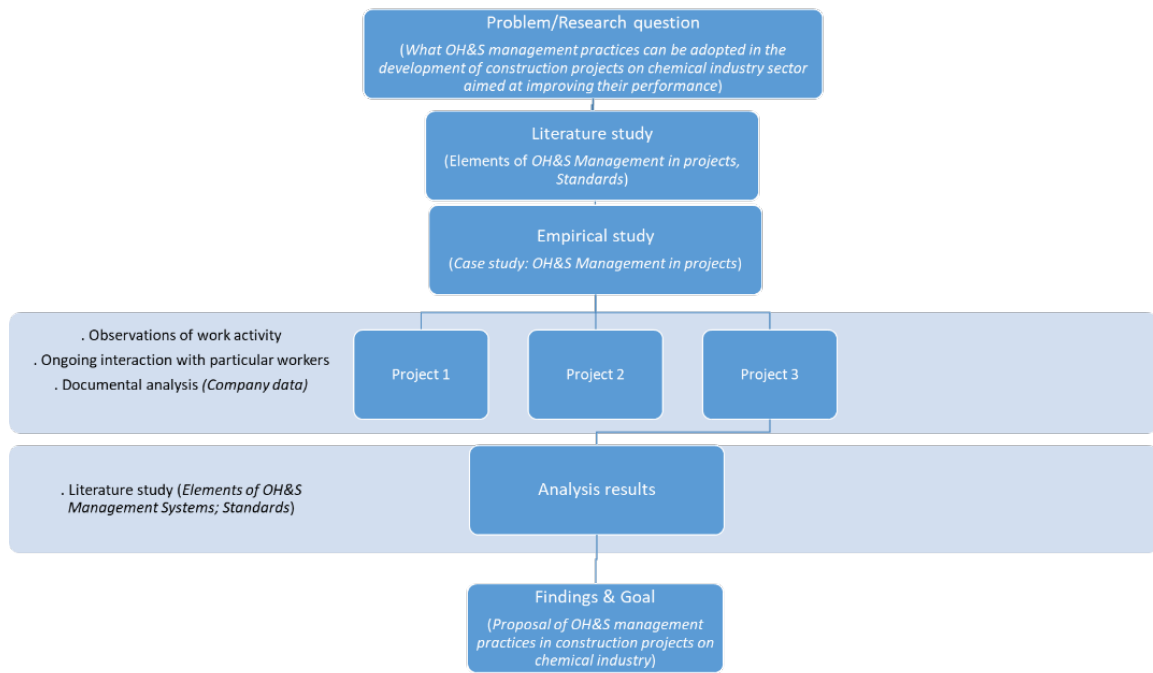 Problem/Research question
(What OH&S management practices can be adopted in the
development of construction projects on chemical industry sector
aimed at improving their performance)
Literature study
(Elements of OH&S Management in projects,
Standards)
Empirical study
(Case study: OH&S Management in projects)
. Observations of work activity
. Ongoing interaction with particular workers
. Documental analysis (Company data)
Project 1
Project 2
Project 3
. Literature study (Elements of OH&S
Management Systems; Standards)
Analysis results
Findings & Goal
(Proposal of OH&S management
practices in construction projects on
chemical industry)